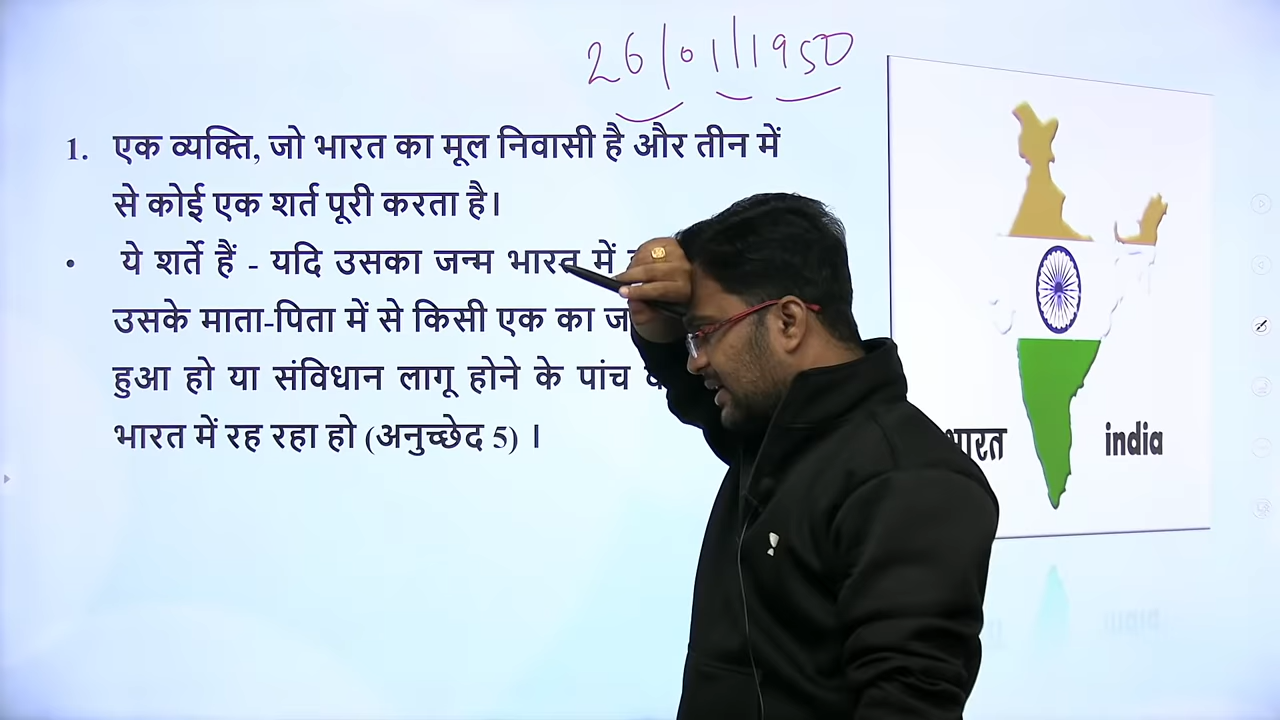 26/01/1950
1. एक व्यक्ति, जो भारत का मूल निवासी है और तीन में
से कोई एक शर्त पूरी करता है।
• ये शर्ते हैं - यदि उसका जन्म भारत में
उसके माता-पिता में से किसी एक का
हुआ हो या संविधान लागू होने के पांच
भारत में रह रहा हो (अनुच्छेद 5) ।
भारत
india